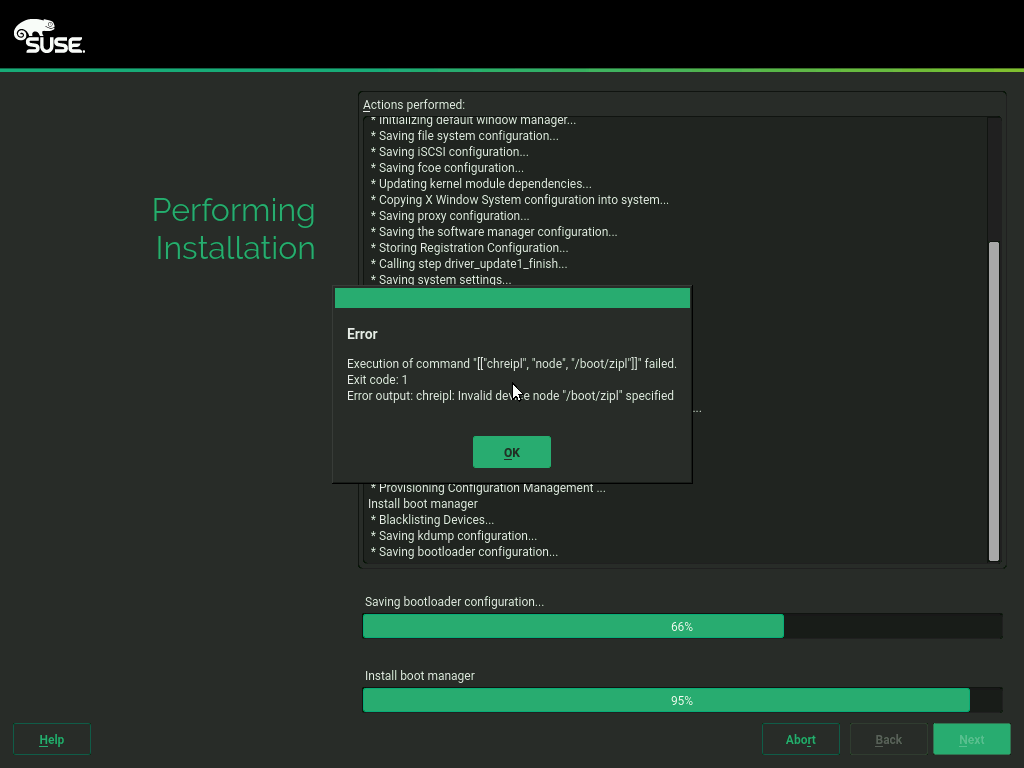 SUSE.
Actions performed:
* Initializing default window manager...
* Saving file system configuration...
* Saving iSCSI configuration...
* Saving fcoe configuration...
* Updating kernel module dependencies...
* Copying X Window System configuration into system...
* Saving proxy configuration...
* Saving the software manager configuration...
* Storing Registration Configuration...
* Calling step driver_update1_finish...
* Saving system settings...
Performing
Installation
Error
Execution of command "[["chreipl", "node", "/boot/zipl"]]" failed.
Exit code: 1
Error output: chreipl: Invalid device node "/boot/zipl" specified
...
OK
* Provisioning Configuration Management ...
Install boot manager
* Blacklisting Devices...
* Saving kdump configuration...
* Saving bootloader configuration...
Saving bootloader configuration...
66%
Install boot manager
95%
Help
Abort
Back
Next